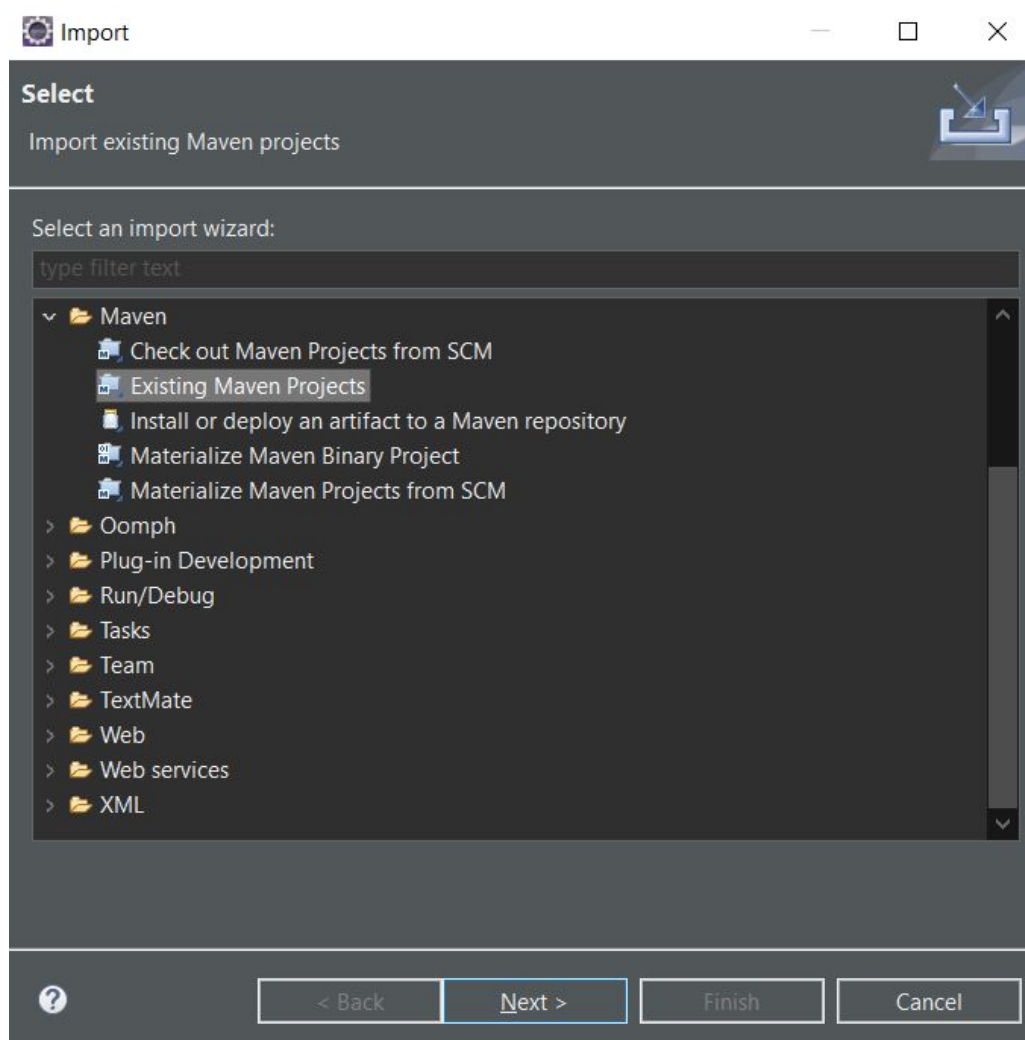 Import
Select
Import existing Maven projects
Select an import wizard:
type filter text
Maven
Check out Maven Projects from SCM
Existing Maven Projects
Install or deploy an artifact to a Maven repository
Materialize Maven Binary Project
Materialize Maven Projects from SCM
Oomph
Plug-in Development
Run/Debug
Tasks
Team
TextMate
Web
Web services
XML
? < Back Next > Finish Cancel